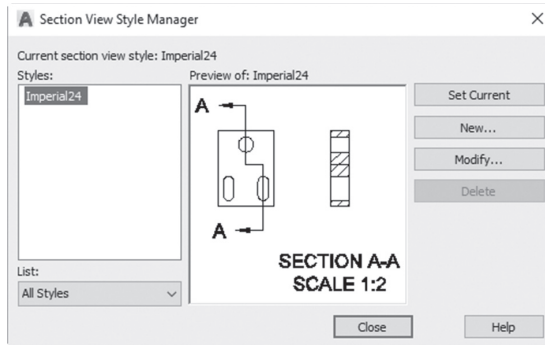 Section View Style Manager
Current section view style: Imperial24
Styles:
Preview of: Imperial24
Imperial24
A
A
SECTION A-A
SCALE 1:2
Set Current
New...
Modify...
Delete
List:
All Styles
Close
Help